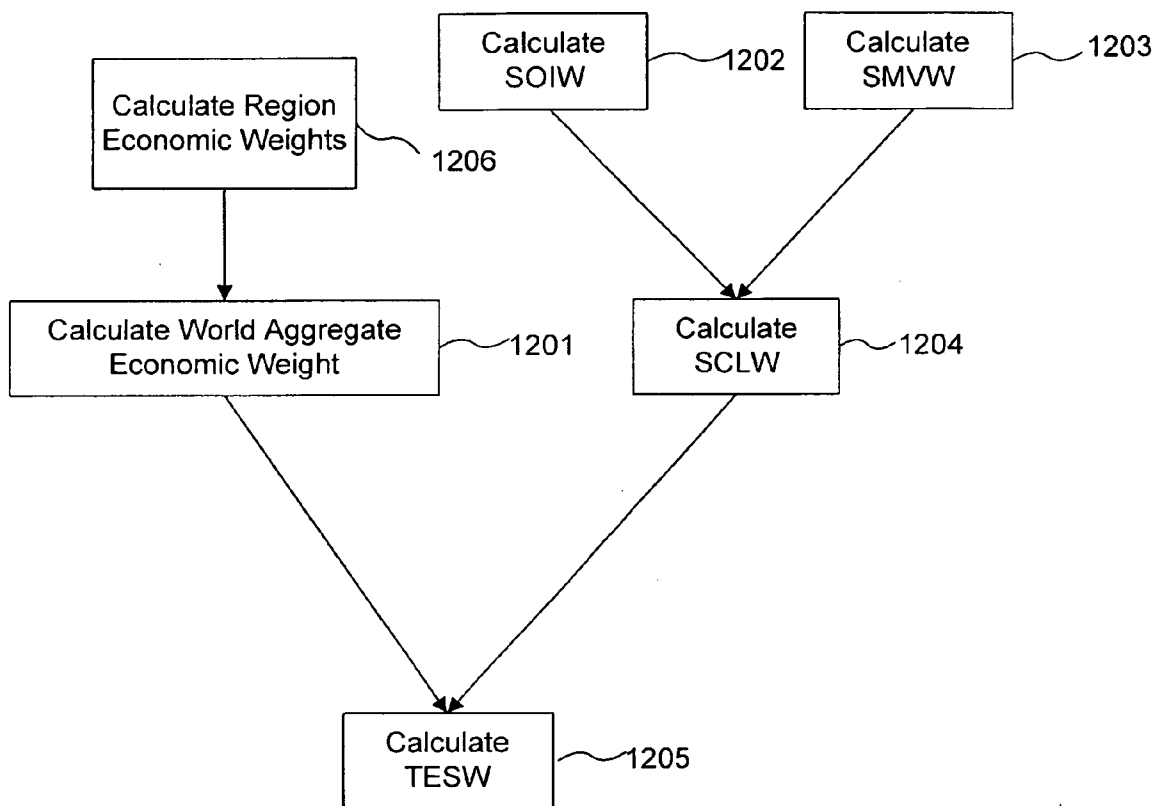 Calculate
SOIW
1202
Calculate
SMVW
1203
Calculate Region
Economic Weights
1206
Calculate World Aggregate
Economic Weight
1201
Calculate
SCLW
1204
Calculate
TESW
1205